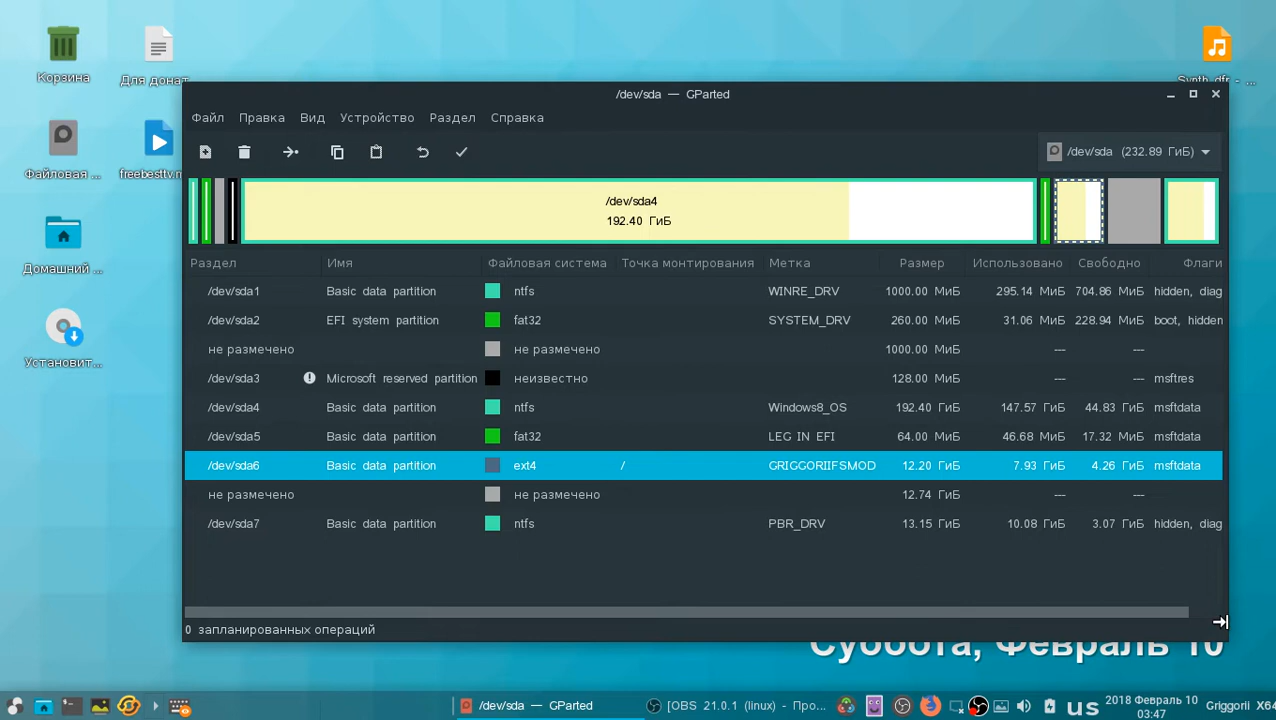 Корзина
Для донат
Synth_dfr - ...
Файловая ...
freebesttv.n
Домашний ...
Установит...
/dev/sda — GParted
Файл Правка Вид Устройство Раздел Справка
/dev/sda (232.89 ГиБ)
/dev/sda4
192.40 ГиБ
Раздел Имя Файловая система Точка монтирования Метка Размер Использовано Свободно Флаги
/dev/sda1 Basic data partition ntfs WINRE_DRV 1000.00 МиБ 295.14 МиБ 704.86 МиБ hidden, diag
/dev/sda2 EFI system partition fat32 SYSTEM_DRV 260.00 МиБ 31.06 МиБ 228.94 МиБ boot, hidden
не размечено не размечено 1000.00 МиБ --- ---
/dev/sda3 Microsoft reserved partition неизвестно 128.00 МиБ --- --- msftres
/dev/sda4 Basic data partition ntfs Windows8_OS 192.40 ГиБ 147.57 ГиБ 44.83 ГиБ msftdata
/dev/sda5 Basic data partition fat32 LEG IN EFI 64.00 МиБ 46.68 МиБ 17.32 МиБ msftdata
/dev/sda6 Basic data partition ext4 / GRIGGORIIFSMOD 12.20 ГиБ 7.93 ГиБ 4.26 ГиБ msftdata
не размечено не размечено 12.74 ГиБ --- ---
/dev/sda7 Basic data partition ntfs PBR_DRV 13.15 ГиБ 10.08 ГиБ 3.07 ГиБ hidden, diag
0 запланированных операций
Суббота, Февраль 10
/dev/sda — GParted
[OBS 21.0.1 (linux) - Про...
us
2018 Февраль 10
03:47
Griggorii X64